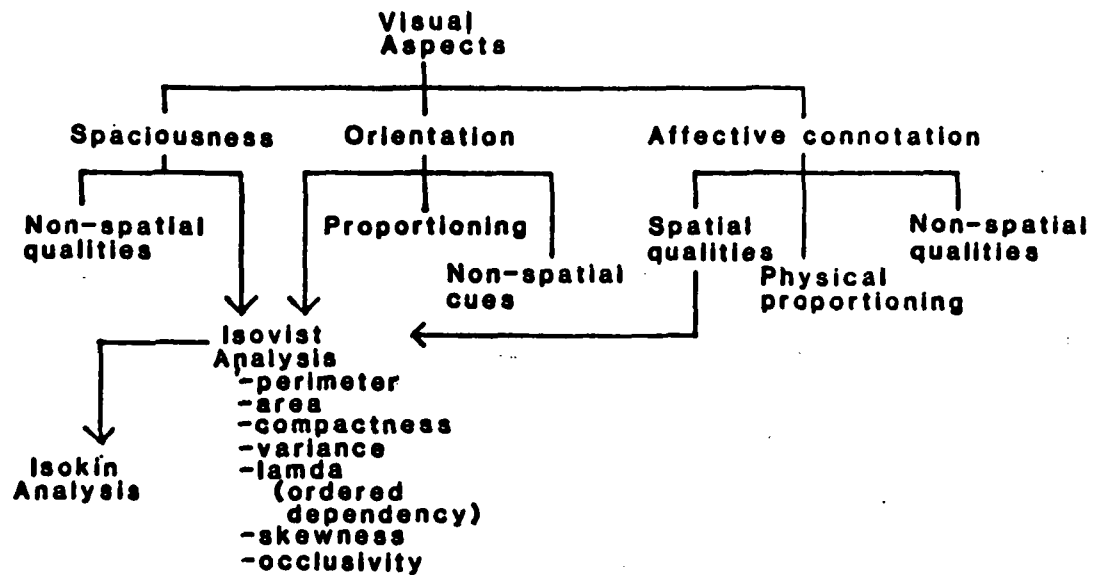 Visual
Aspects
Spaciousness
Orientation
Affective connotation
Non-spatial
qualities
Proportioning
Non-spatial
cues
Spatial
qualities
Physical
proportioning
Non-spatial
qualities
Isovist
Analysis
-perimeter
-area
-compactness
-variance
-lamda
(ordered
dependency)
-skewness
-occlusivity
Isokin
Analysis